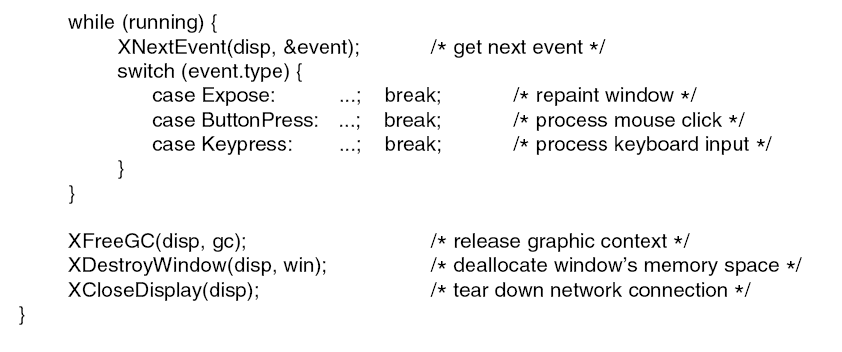 while (running) {
XNextEvent(disp, &event); /* get next event */
switch (event.type) {
case Expose: ...; break; /* repaint window */
case ButtonPress: ...; break; /* process mouse click */
case Keypress: ...; break; /* process keyboard input */
}
}
XFreeGC(disp, gc); /* release graphic context */
XDestroyWindow(disp, win); /* deallocate window's memory space */
XCloseDisplay(disp); /* tear down network connection */
}